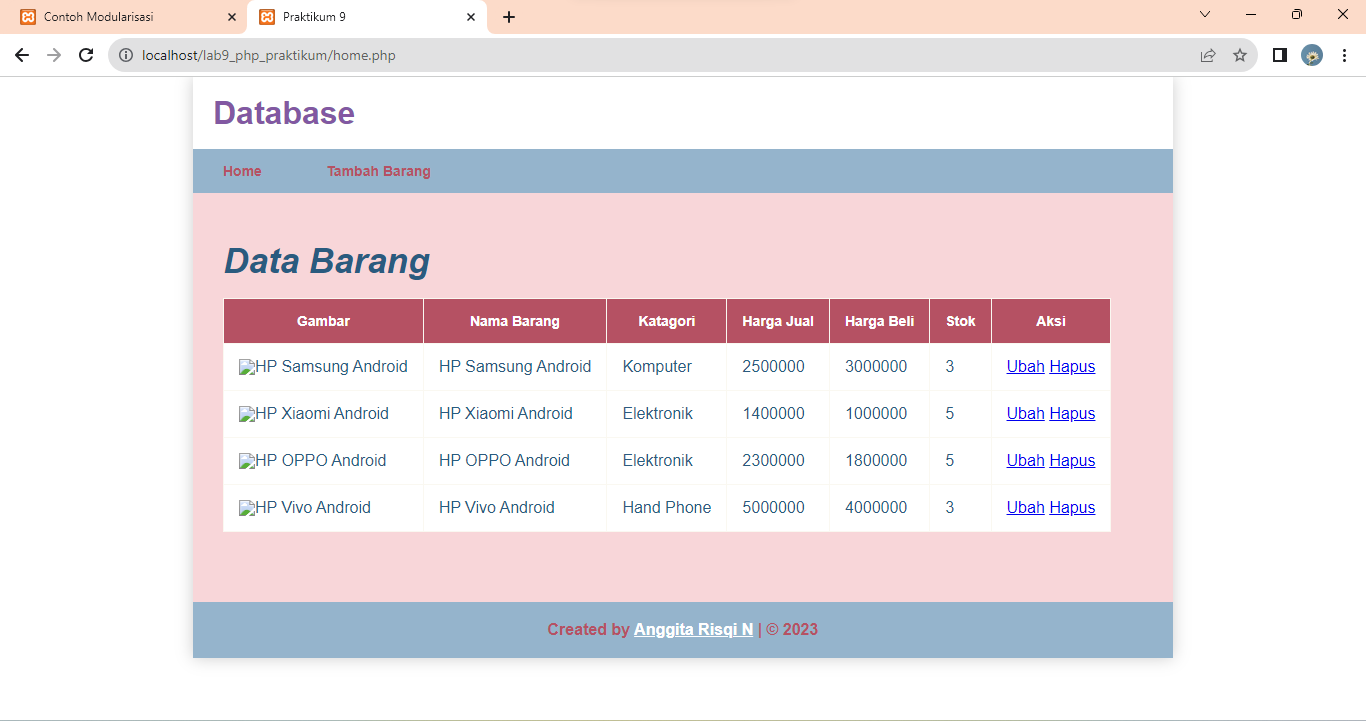 Contoh Modularisasi
Praktikum 9
localhost/lab9_php_praktikum/home.php
Database
Home Tambah Barang
Data Barang
Gambar Nama Barang Katagori Harga Jual Harga Beli Stok Aksi
HP Samsung Android HP Samsung Android Komputer 2500000 3000000 3 Ubah Hapus
HP Xiaomi Android HP Xiaomi Android Elektronik 1400000 1000000 5 Ubah Hapus
HP OPPO Android HP OPPO Android Elektronik 2300000 1800000 5 Ubah Hapus
HP Vivo Android HP Vivo Android Hand Phone 5000000 4000000 3 Ubah Hapus
Created by Anggita Risqi N | © 2023